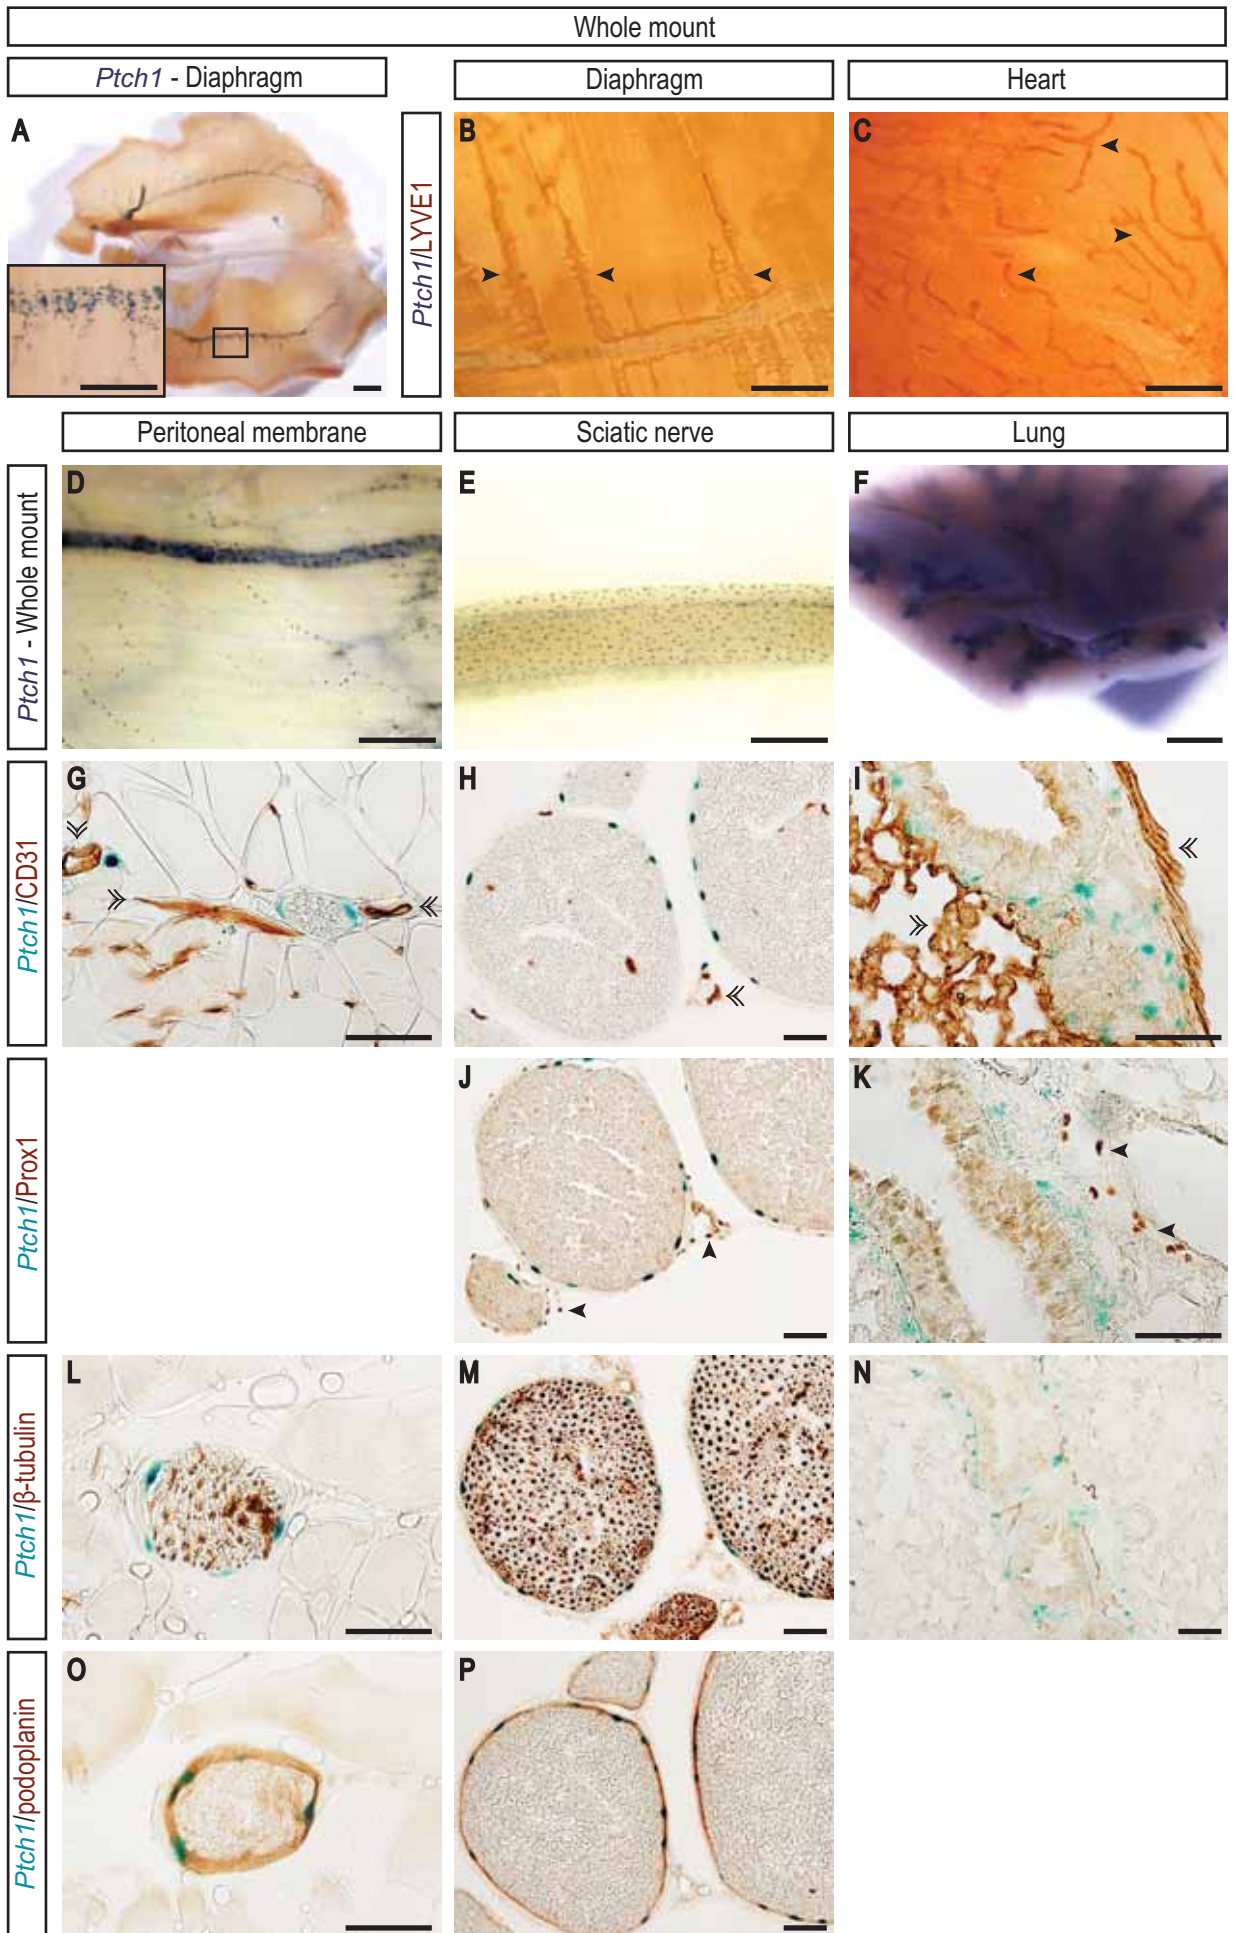 Whole mount
Ptch1 - Diaphragm
Diaphragm
Heart
A
Ptch1/LYVE1
B
C
Peritoneal membrane
Sciatic nerve
Lung
Ptch1 - Whole mount
D
E
F
Ptch1/CD31
G
H
I
Ptch1/Prox1
J
K
Ptch1/β-tubulin
L
M
N
Ptch1/podoplanin
O
P